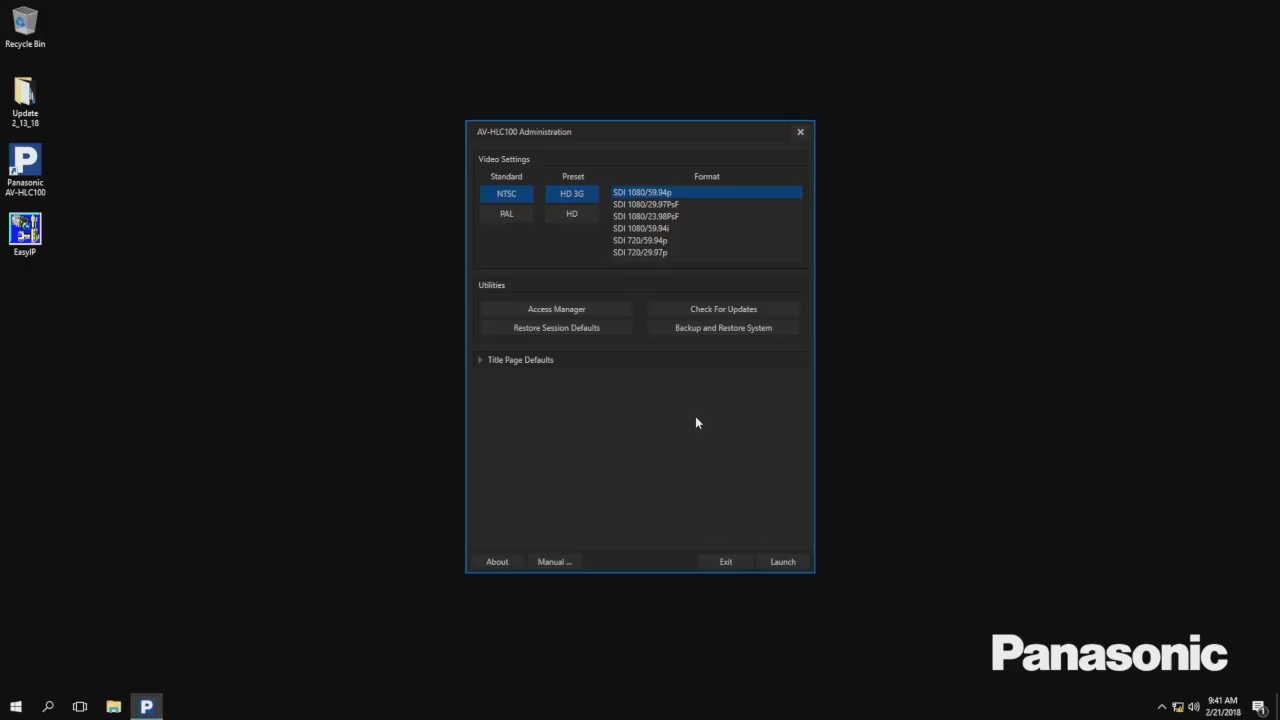 Recycle Bin
Update
2_13_18
Panasonic
AV-HLC100
EasyIP
AV-HLC100 Administration
Video Settings
Standard Preset Format
NTSC HD 3G SDI 1080/59.94p
SDI 1080/29.97PsF
PAL HD SDI 1080/23.98PsF
SDI 1080/59.94i
SDI 720/59.94p
SDI 720/29.97p
Utilities
Access Manager Check For Updates
Restore Session Defaults Backup and Restore System
Title Page Defaults
About Manual ... Exit Launch
Panasonic
9:41 AM
2/21/2018
1